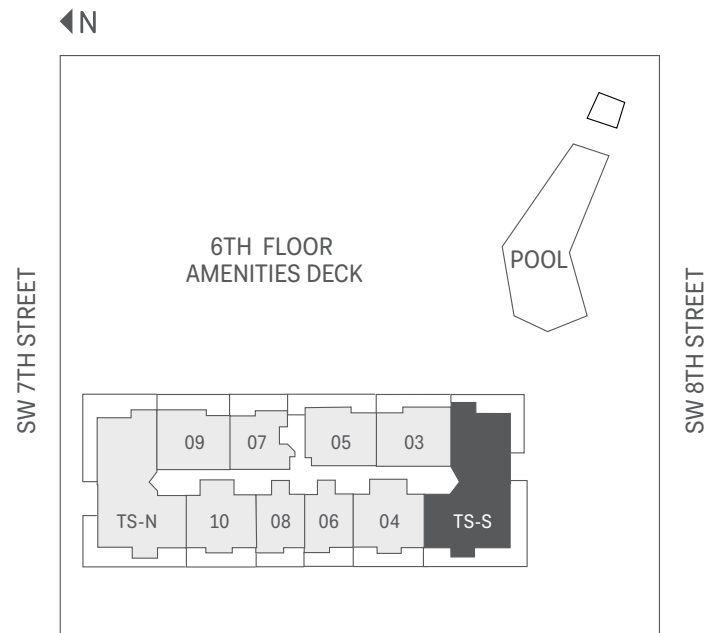 N
6TH FLOOR
AMENITIES DECK
POOL
SW 7TH STREET
SW 8TH STREET
09
07
05
03
TS-N
10
08
06
04
TS-S